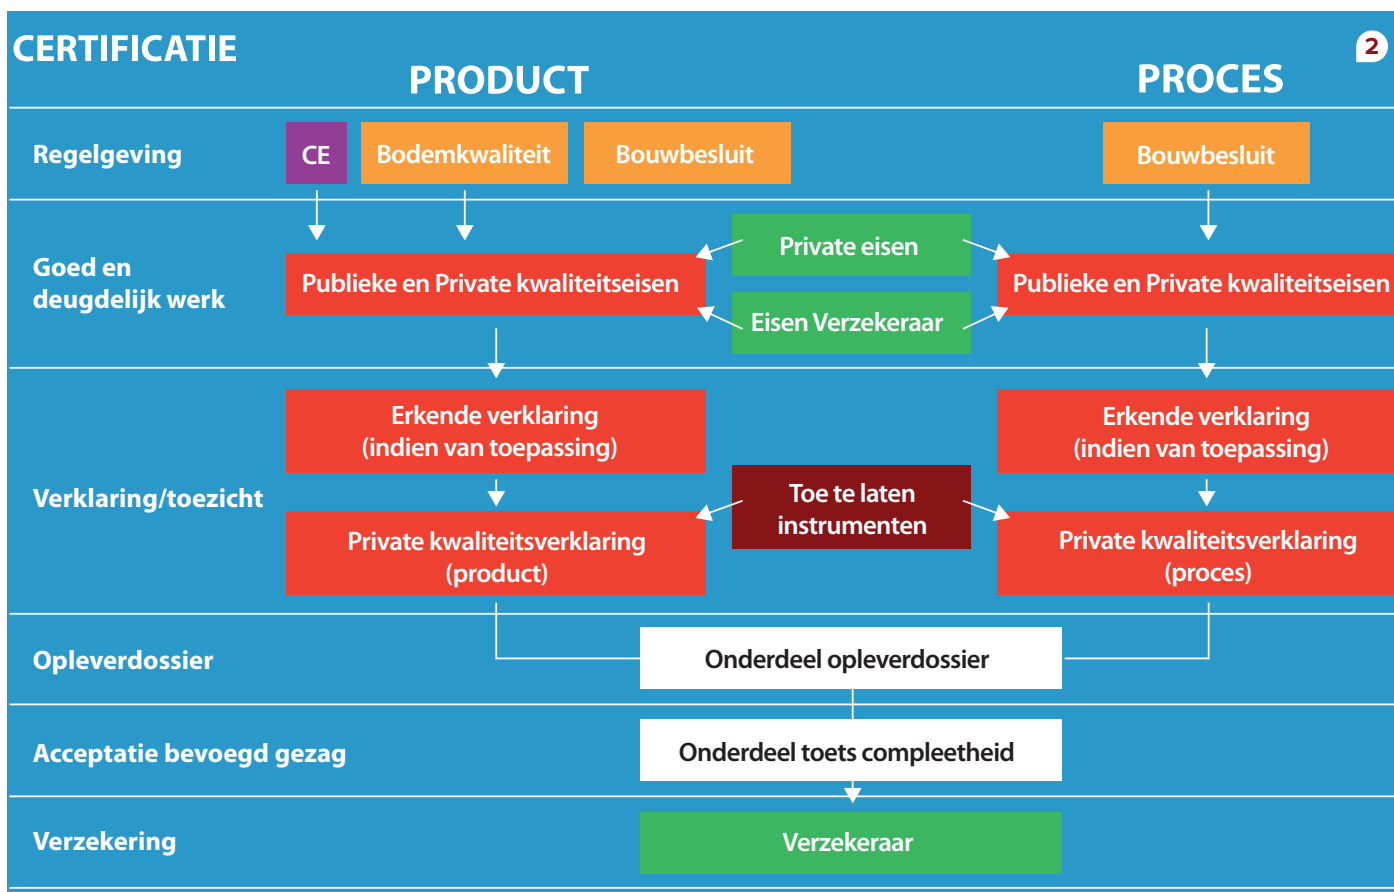 CERTIFICATIE
2
PRODUCT
PROCES
Regelgeving
CE
Bodemkwaliteit
Bouwbesluit
Bouwbesluit
Goed en
deugdelijk werk
Private eisen
Publieke en Private kwaliteitseisen
Publieke en Private kwaliteitseisen
Eisen Verzekeraar
Verklaring/toezicht
Erkende verklaring
(indien van toepassing)
Erkende verklaring
(indien van toepassing)
Toe te laten
instrumenten
Private kwaliteitsverklaring
(product)
Private kwaliteitsverklaring
(proces)
Opleverdossier
Onderdeel opleverdossier
Acceptatie bevoegd gezag
Onderdeel toets compleetheid
Verzekering
Verzekeraar